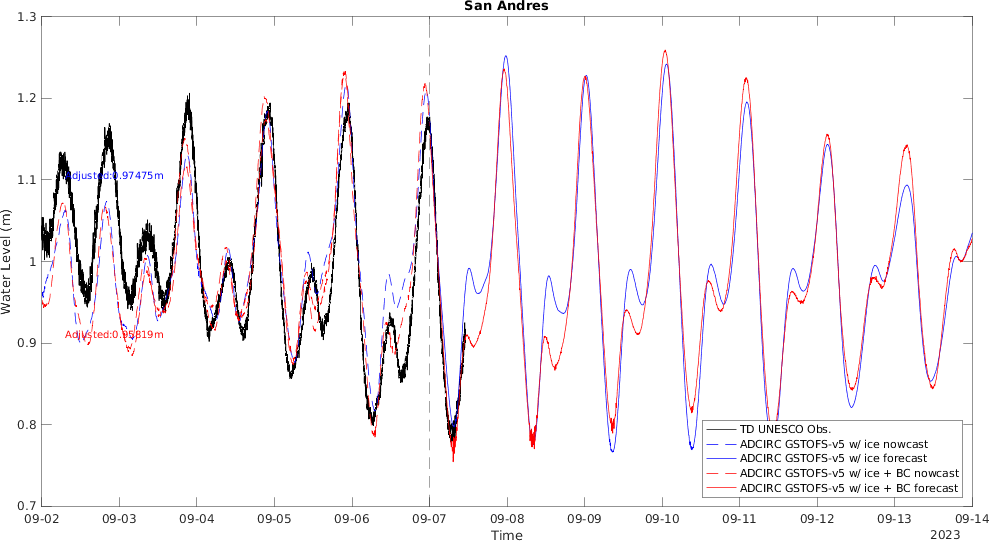 San Andres
1.3
1.2
1.1
1
0.9
0.8
0.7
Water Level (m)
Adjusted:0.97475m
Adjusted:0.95819m
TD UNESCO Obs.
ADCIRC GSTOFS-v5 w/ ice nowcast
ADCIRC GSTOFS-v5 w/ ice forecast
ADCIRC GSTOFS-v5 w/ ice + BC nowcast
ADCIRC GSTOFS-v5 w/ ice + BC forecast
09-02 09-03 09-04 09-05 09-06 09-07 09-08 09-09 09-10 09-11 09-12 09-13 09-14
Time
2023